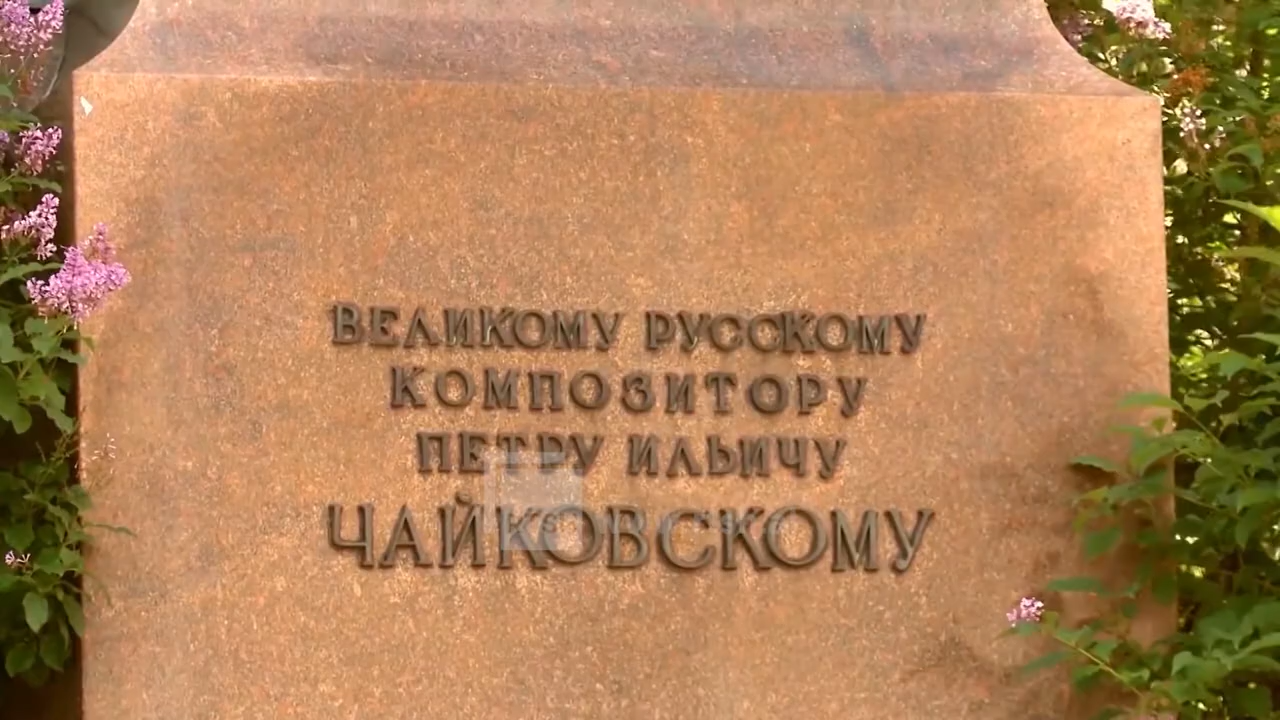 ВЕЛИКОМУ РУССКОМУ
КОМПОЗИТОРУ
ПЕТРУ ИЛЬИЧУ
ЧАЙКОВСКОМУ